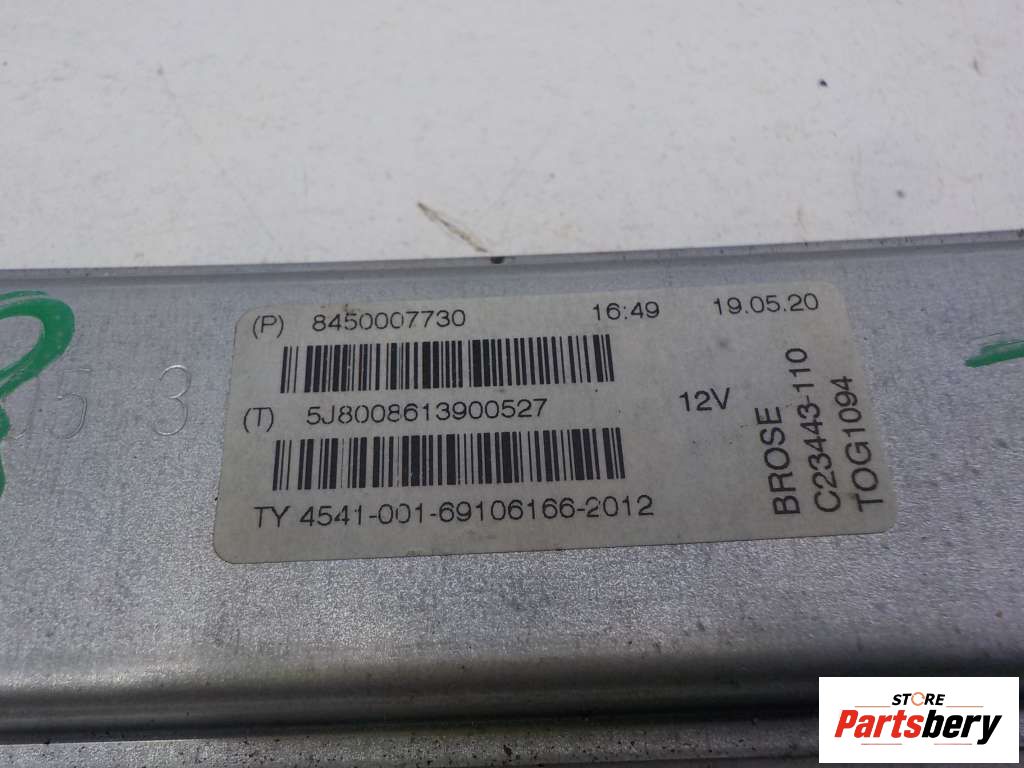 (P) 8450007730 16:49 19.05.20
(T) 5J8008613900527 12V
TY 4541-001-69106166-2012
BROSE
C23443-110
TOG1094
3
STORE
Partsbery